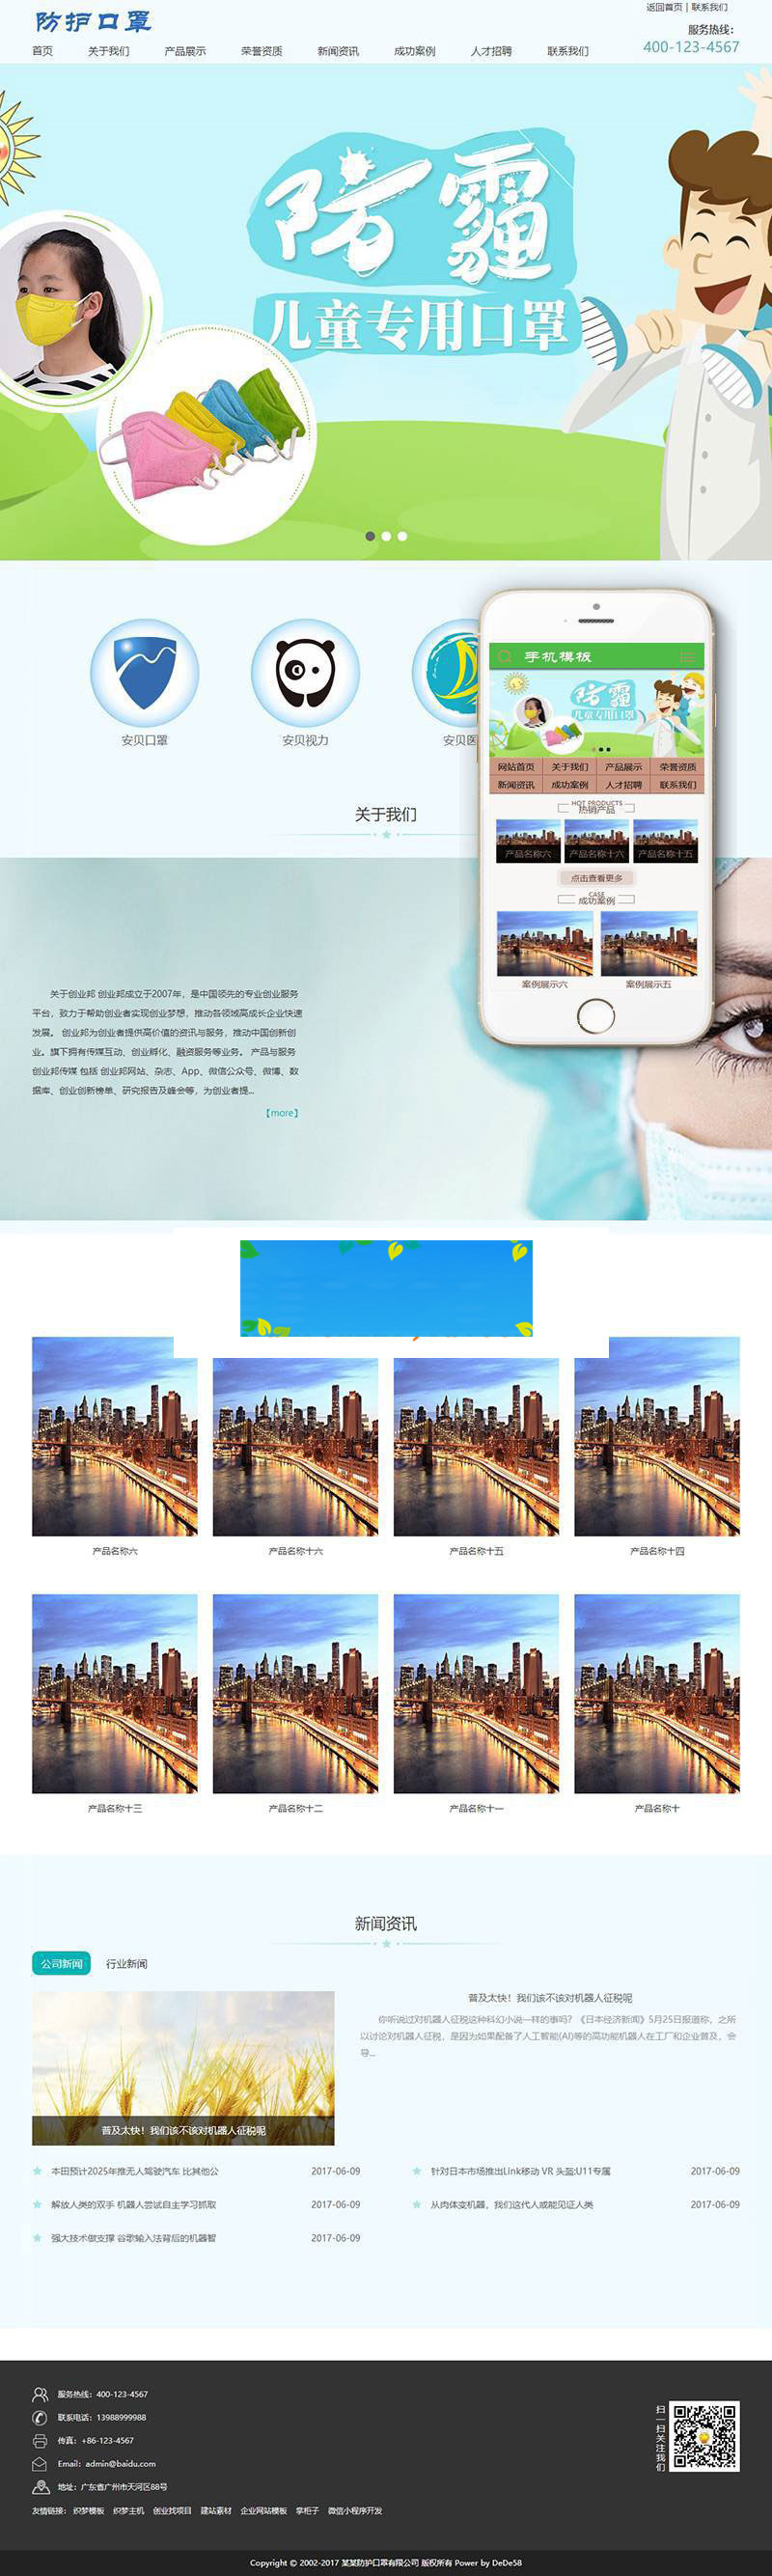 返回首页 | 联系我们
防护口罩
服务热线：
400-123-4567
首页 关于我们 产品展示 荣誉资质 新闻资讯 成功案例 人才招聘 联系我们
防霾
儿童专用口罩
安贝口罩 安贝视力 安贝医
手机模板
防霾
儿童专用口罩
网站首页 关于我们 产品展示 荣誉资质
新闻资讯 成功案例 人才招聘 联系我们
HOT PRODUCTS
热销产品
产品名称六 产品名称十六 产品名称十五
点击查看更多
CASE
成功案例
案例展示六 案例展示五
关于我们
关于创业邦 创业邦成立于2007年，是中国领先的专业创业服务
平台，致力于帮助创业者实现创业梦想，推动各领域高成长企业快速
发展。 创业邦为创业者提供高价值的资讯与服务，推动中国创新创
业。旗下拥有传媒互动、创业孵化、融资服务等业务。 产品与服务
创业邦传媒 包括 创业邦网站、杂志、App、微信公众号、微博、数
据库、创业创新榜单、研究报告及峰会等，为创业者提...
【more】
产品名称六 产品名称十六 产品名称十五 产品名称十四
产品名称十三 产品名称十二 产品名称十一 产品名称十
新闻资讯
公司新闻 行业新闻
普及太快！我们该不该对机器人征税呢
你听说过对机器人征税这种科幻小说一样的事吗？《日本经济新闻》5月25日报道称，之所
以讨论对机器人征税，是因为如果配备了人工智能(AI)等的高功能机器人在工厂和企业普及，会
导...
普及太快！我们该不该对机器人征税呢
本田预计2025年推无人驾驶汽车 比其他公 2017-06-09
针对日本市场推出Link移动 VR 头盔:U11专属 2017-06-09
解放人类的双手 机器人尝试自主学习抓取 2017-06-09
从肉体变机器，我们这代人或能见证人类 2017-06-09
强大技术做支撑 谷歌输入法背后的机器智 2017-06-09
服务热线：400-123-4567
联系电话：13988999988
传真：+86-123-4567
Email：admin@baidu.com
地址：广东省广州市天河区88号
扫一扫关注我们
友情链接： 织梦模板 织梦主机 创业找项目 建站素材 企业网站模板 掌柜子 微信小程序开发
Copyright © 2002-2017 某某防护口罩有限公司 版权所有 Power by DeDe58